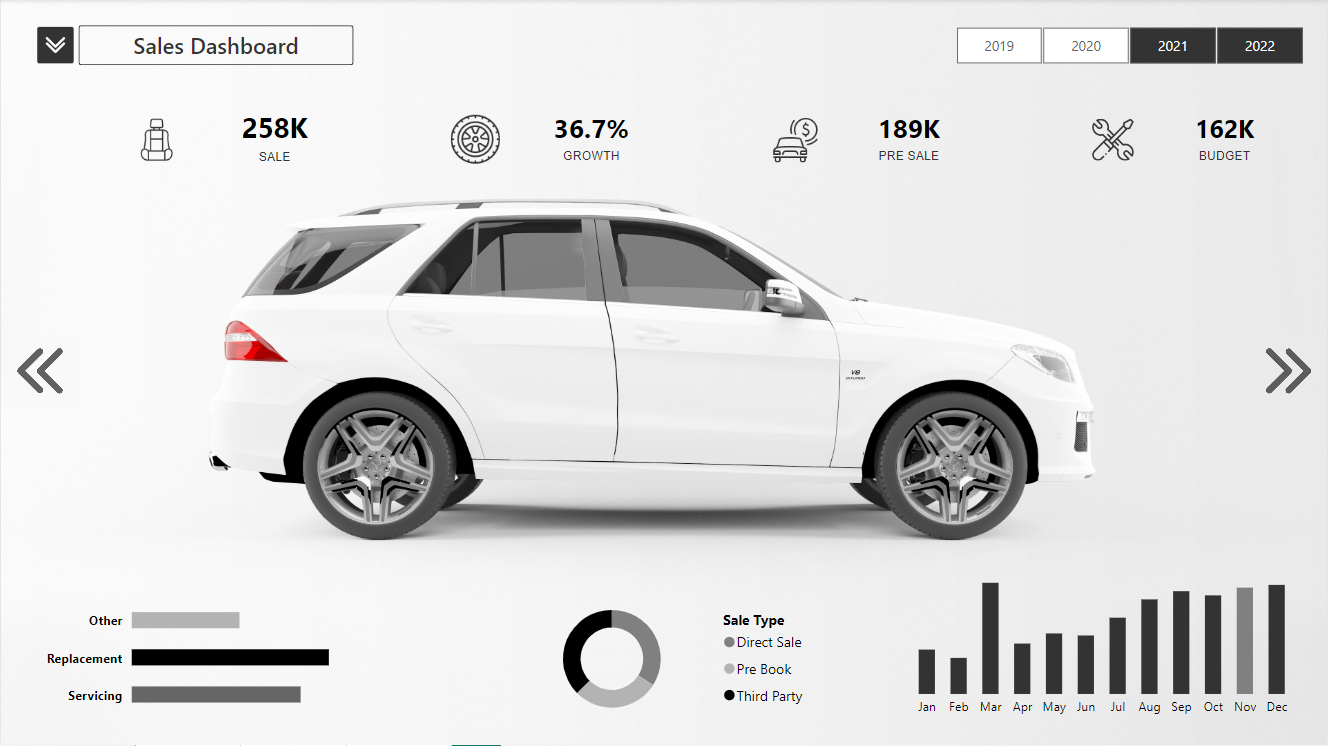 Sales Dashboard
2019 2020 2021 2022
258K 36.7% 189K 162K
SALE GROWTH PRE SALE BUDGET
V8
BITURBO
Other
Replacement
Servicing
Sale Type
Direct Sale
Pre Book
Third Party
Jan Feb Mar Apr May Jun Jul Aug Sep Oct Nov Dec